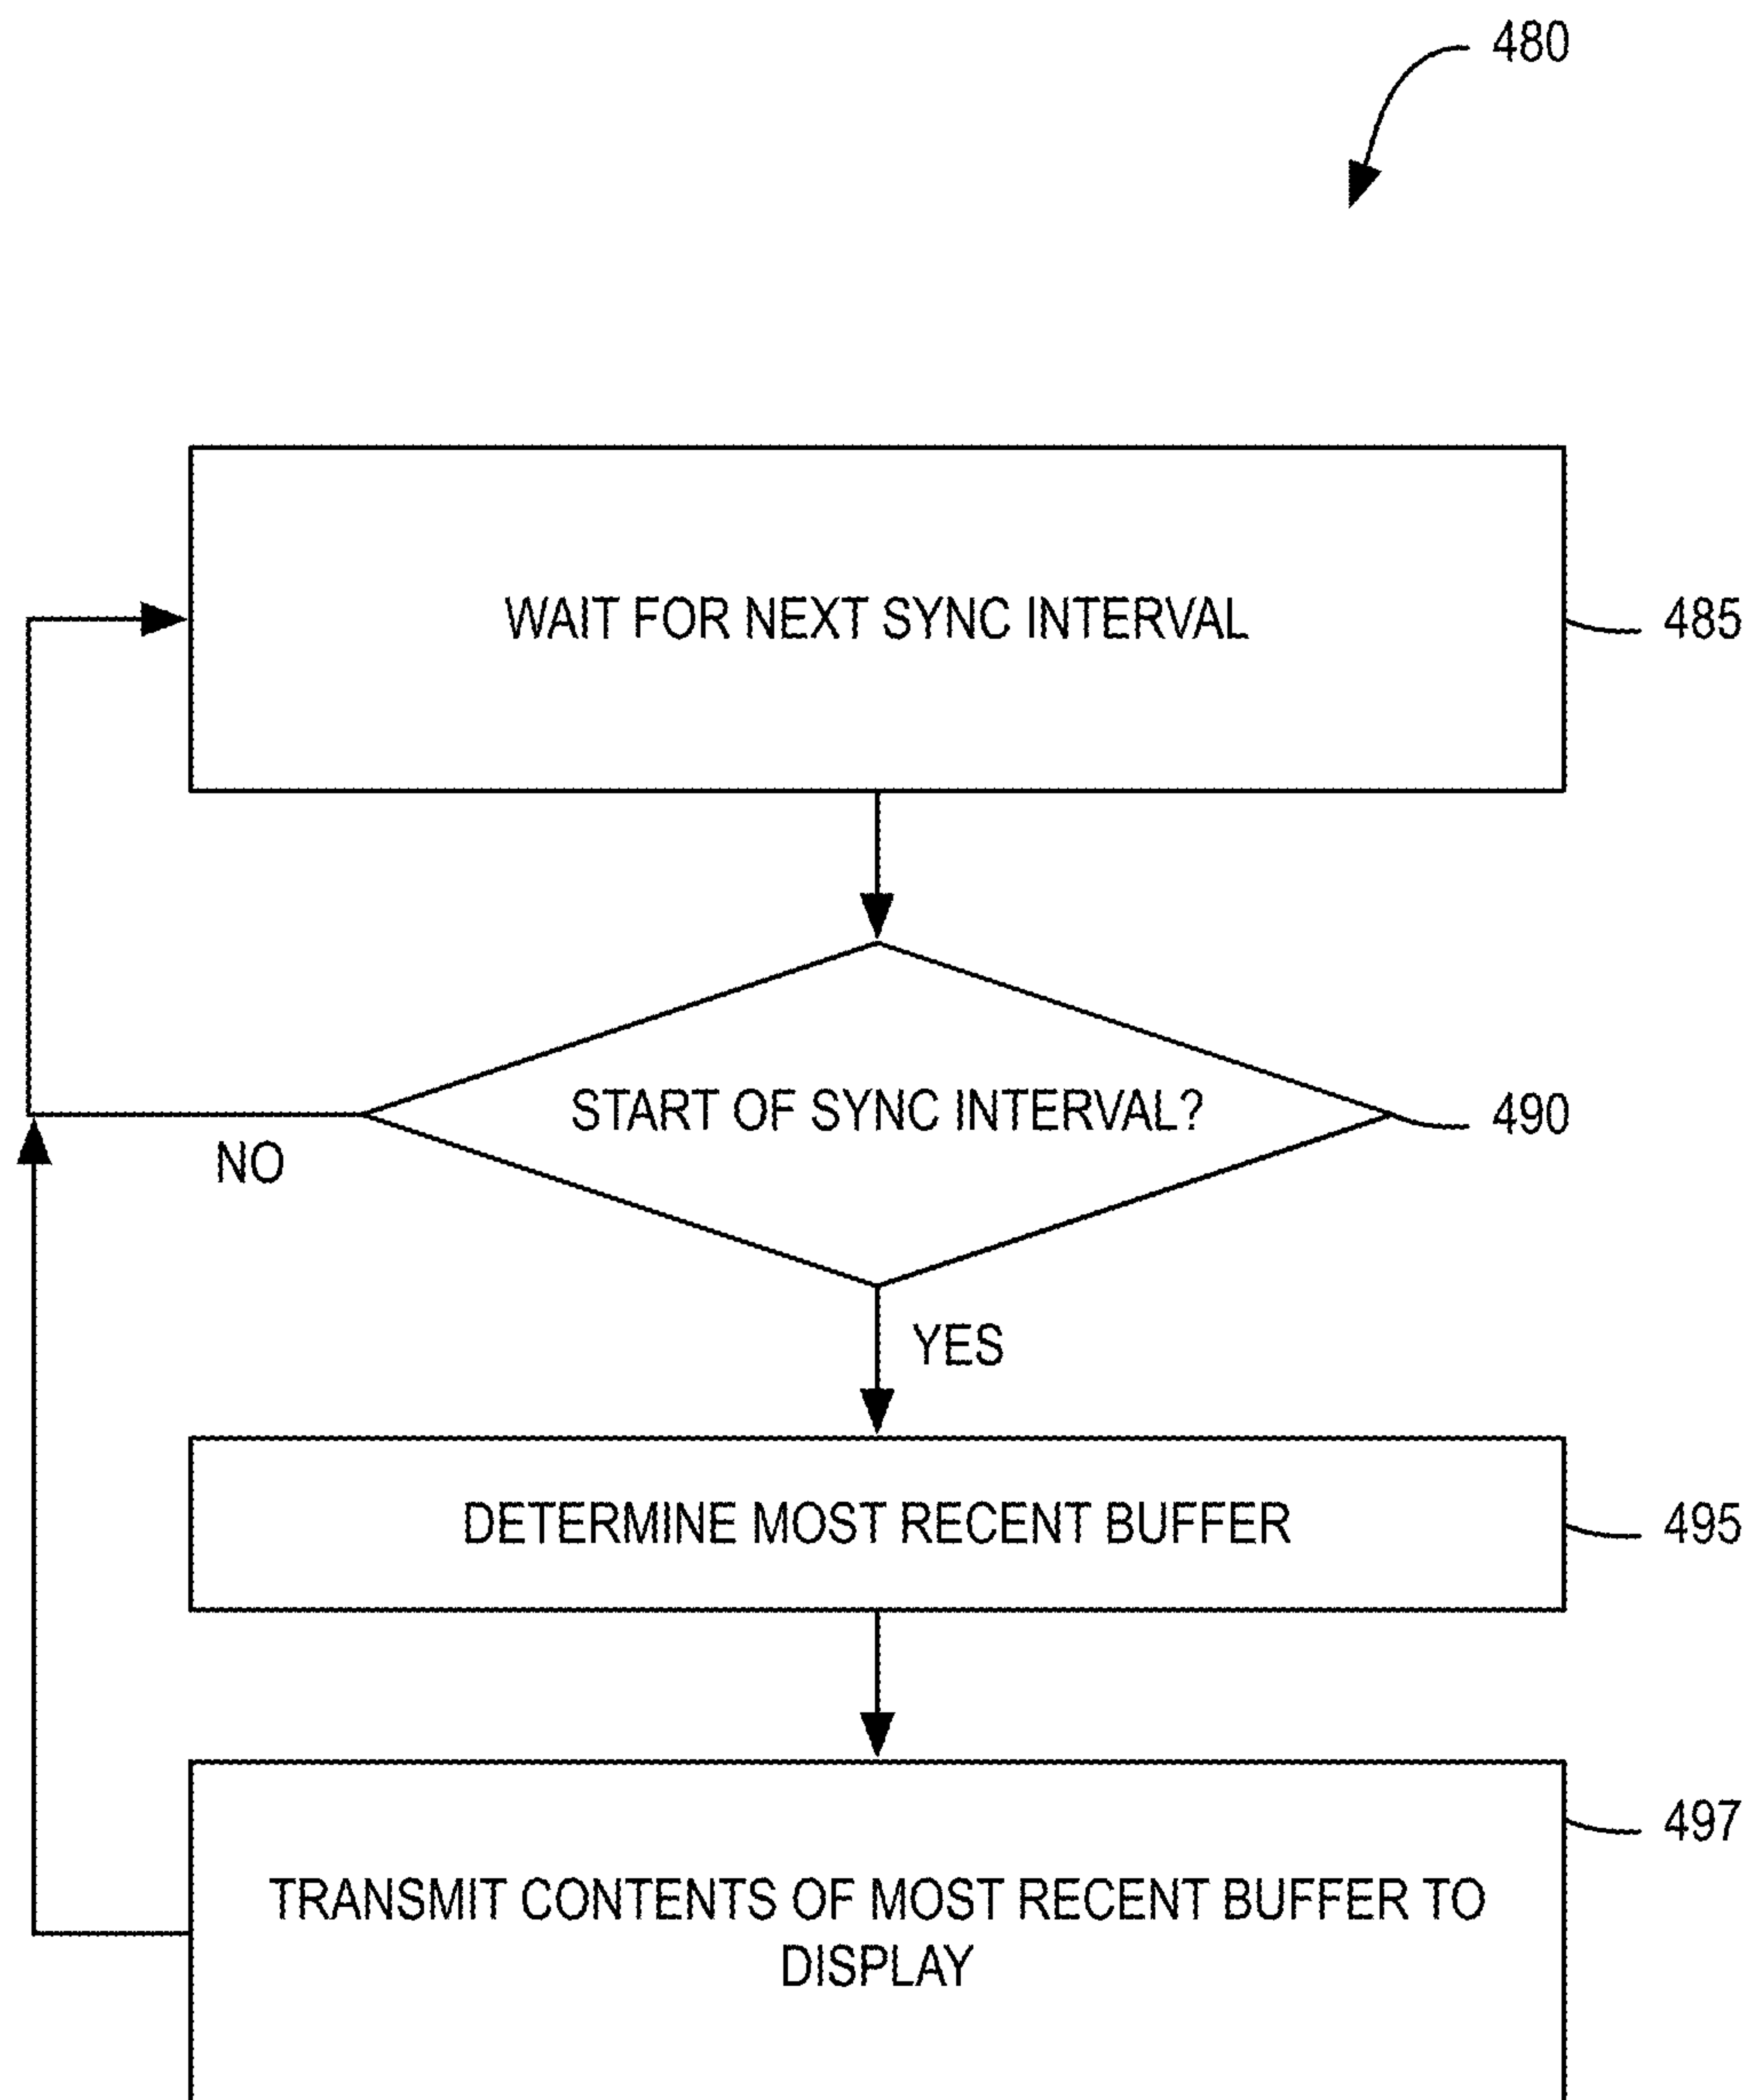 480
WAIT FOR NEXT SYNC INTERVAL
485
START OF SYNC INTERVAL?
490
NO
YES
DETERMINE MOST RECENT BUFFER
495
497
TRANSMIT CONTENTS OF MOST RECENT BUFFER TO
DISPLAY